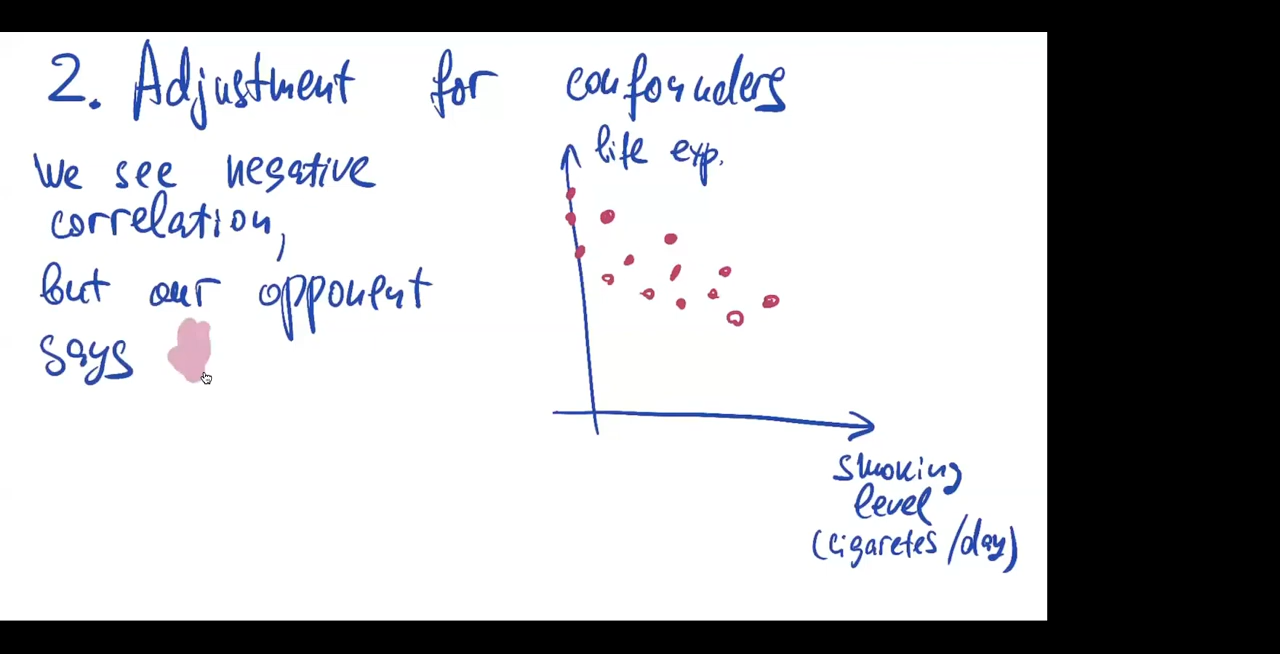 2. Adjustment for confounders
We see negative
correlation,
but our opponent
says
life exp.
smoking
level
(cigaretes/day)